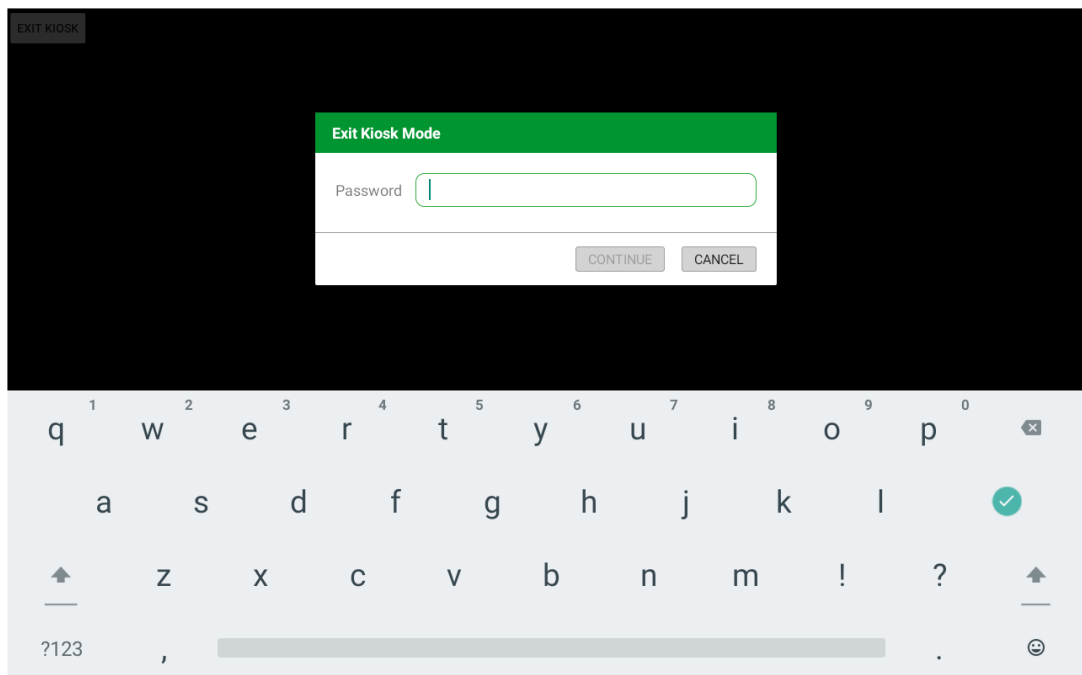 EXIT KIOSK
Exit Kiosk Mode
Password
CONTINUE CANCEL
1 2 3 4 5 6 7 8 9 0
q w e r t y u i o p
a s d f g h j k l
z x c v b n m ! ?
?123 , .